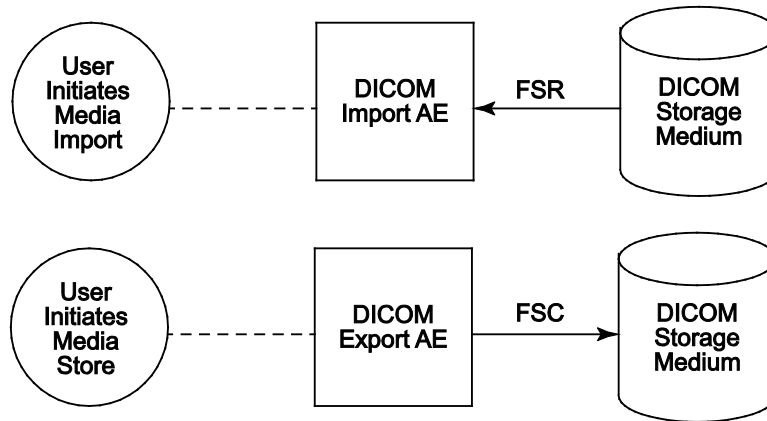 User
Initiates
Media
Import
DICOM
Import AE
FSR
DICOM
Storage
Medium
User
Initiates
Media
Store
DICOM
Export AE
FSC
DICOM
Storage
Medium